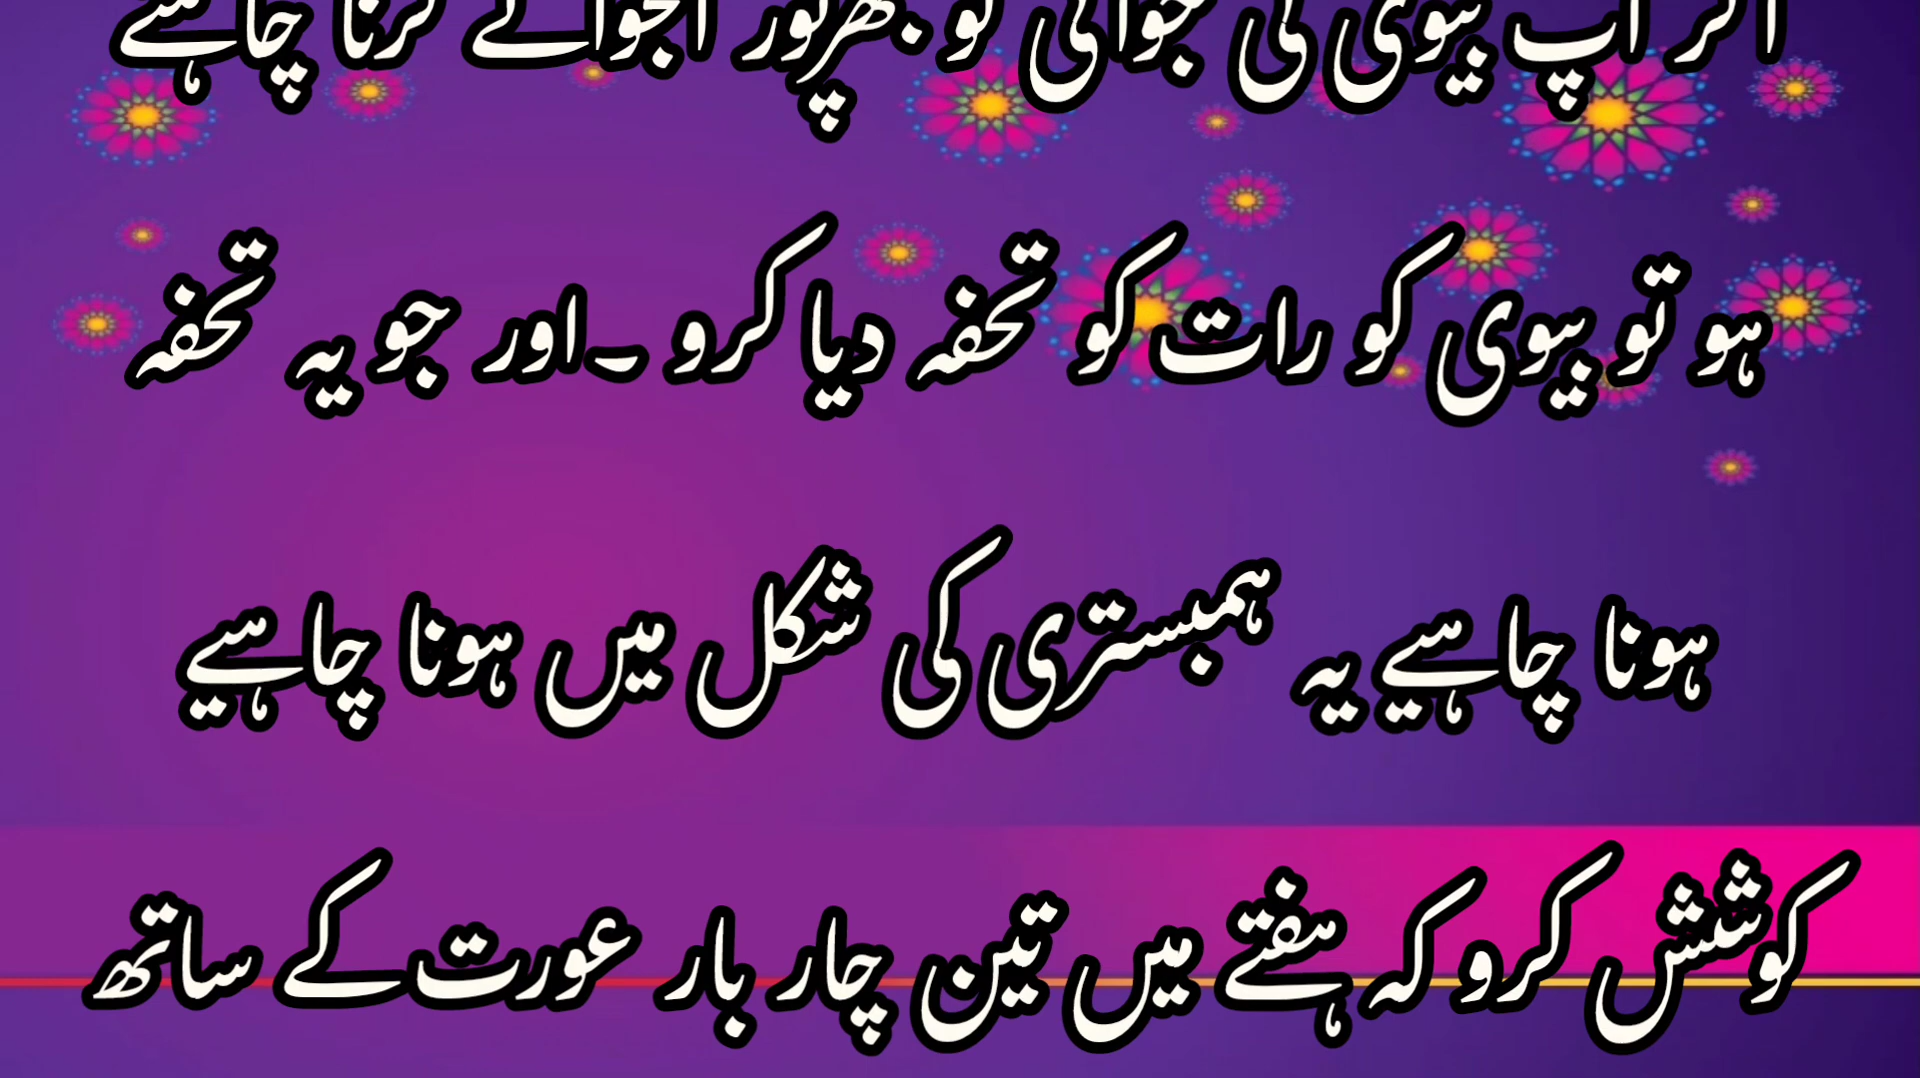 اگر آپ بیوی کی جوانی کو بھرپور انجوائے کرنا چاہتے
ہو تو بیوی کو رات کو تحفہ دیا کرو ۔اور جو یہ تحفہ
ہونا چاہیے یہ ہمبستری کی شکل میں ہونا چاہیے
کوشش کرو کہ ہفتے میں تین چار بار عورت کے ساتھ